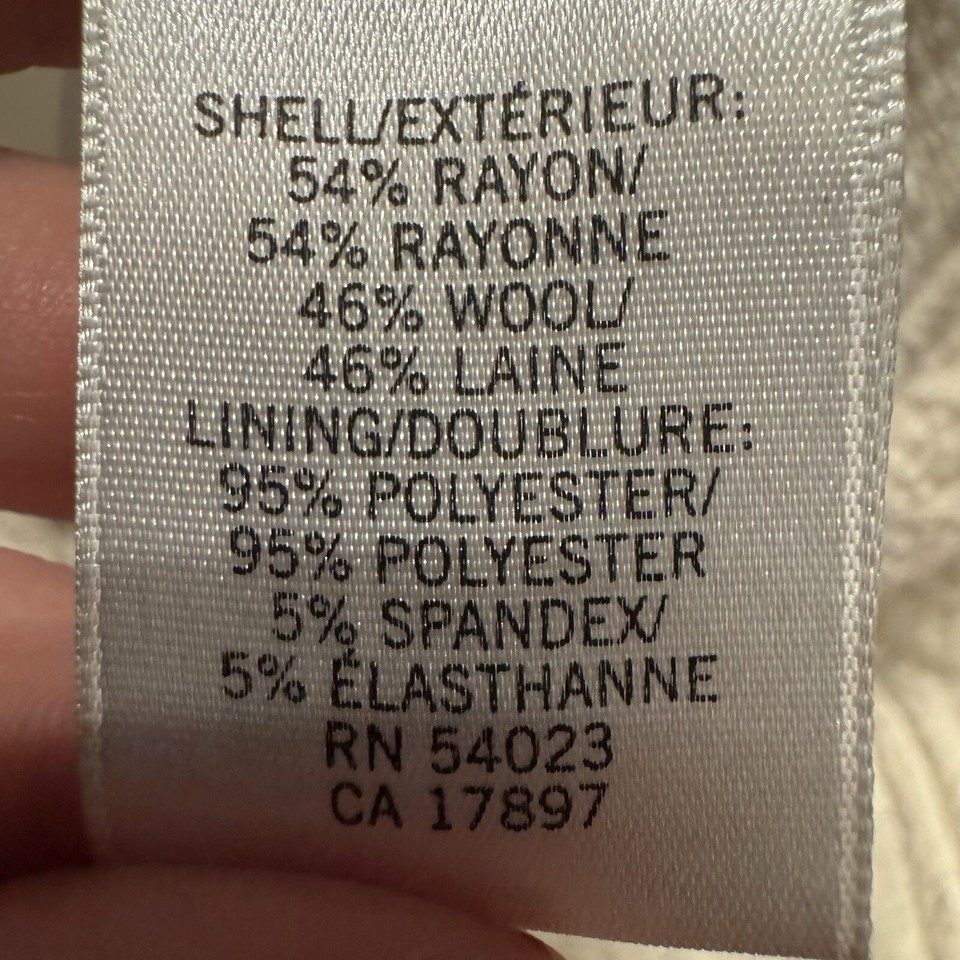 SHELL/EXTÉRIEUR:
54% RAYON/
54% RAYONNE
46% WOOL/
46% LAINE
LINING/DOUBLURE:
95% POLYESTER/
95% POLYESTER
5% SPANDEX/
5% ÉLASTHANNE
RN 54023
CA 17897